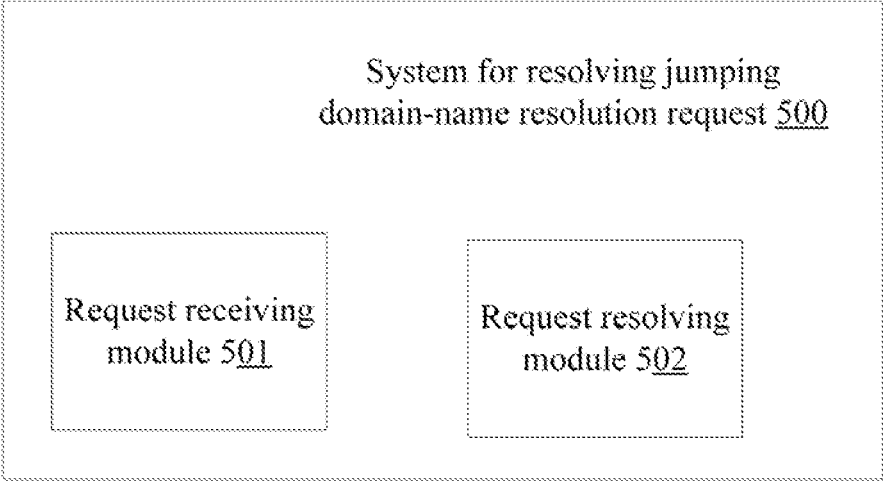 System for resolving jumping
domain-name resolution request 500
Request receiving
module 501
Request resolving
module 502